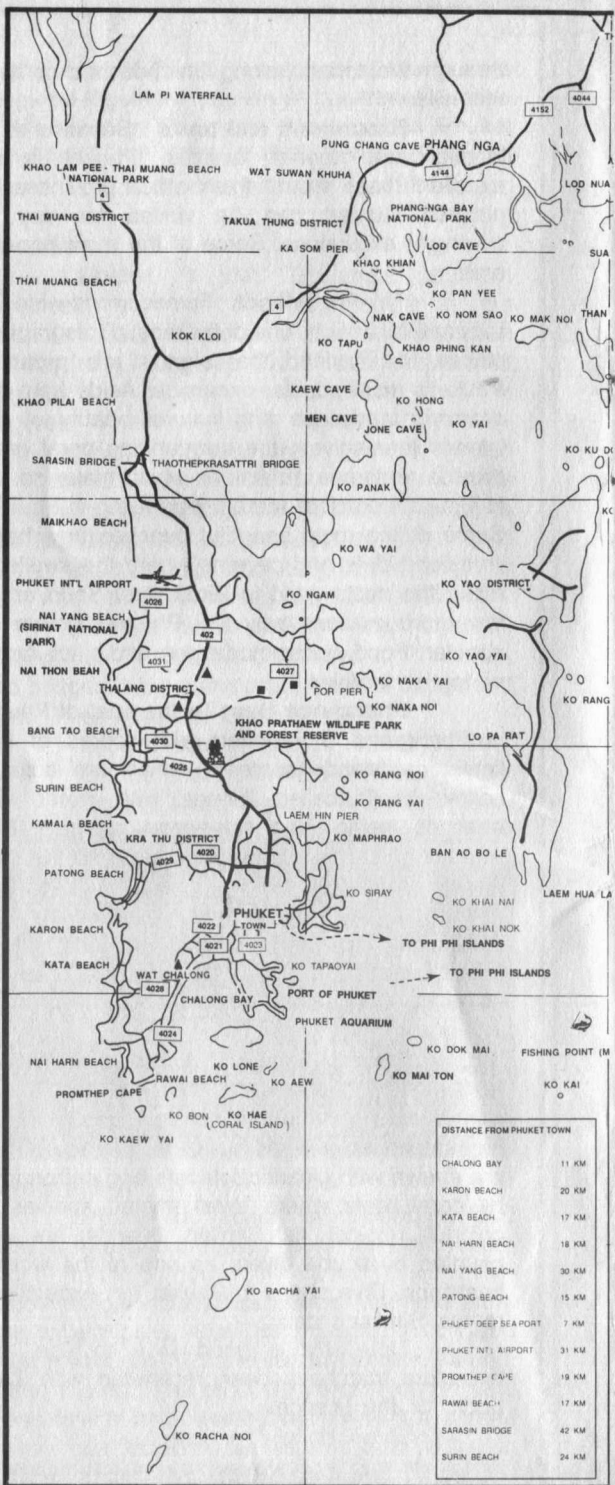 LAM PI WATERFALL
4044
4152
PUNG CHANG CAVE PHANG NGA
4144
KHAO LAM PEE - THAI MUANG BEACH
NATIONAL PARK
WAT SUWAN KHUHA
LOD NUA
4
PHANG-NGA BAY
NATIONAL PARK
THAI MUANG DISTRICT
TAKUA THUNG DISTRICT
LOD CAVE
SUA
KA SOM PIER
KHAO KHIAN
THAI MUANG BEACH
KO PAN YEE
4
NAK CAVE
KO NOM SAO
KO MAK NOI
THAN
KOK KLOI
KO TAPU
KHAO PHING KAN
KAEW CAVE
KHAO PILAI BEACH
KO HONG
MEN CAVE
JONE CAVE
KO YAI
KO KU DO
SARASIN BRIDGE
THAOTHEPKRASATTRI BRIDGE
KO PANAK
KO
MAIKHAO BEACH
KO WA YAI
PHUKET INT'L AIRPORT
KO YAO DISTRICT
4026
KO NGAM
NAI YANG BEACH
(SIRINAT NATIONAL
PARK)
402
4031
KO YAO YAI
NAI THON BEAH
4027
POR PIER
KO NAKA YAI
THALANG DISTRICT
KO RANG
KO NAKA NOI
BANG TAO BEACH
KHAO PRATHAEW WILDLIFE PARK
AND FOREST RESERVE
LO PA RAT
4030
4025
KO RANG NOI
SURIN BEACH
KO RANG YAI
LAEM HIN PIER
KAMALA BEACH
KRA THU DISTRICT
KO MAPHRAO
4020
4029
BAN AO BO LE
PATONG BEACH
KO SIRAY
LAEM HUA LA
KO KHAI NAI
PHUKET
TOWN
KARON BEACH
4022
KO KHAI NOK
4021
4023
TO PHI PHI ISLANDS
KATA BEACH
WAT CHALONG
KO TAPAOYAI
TO PHI PHI ISLANDS
4028
CHALONG BAY
PORT OF PHUKET
PHUKET AQUARIUM
4024
KO DOK MAI
FISHING POINT (M
NAI HARN BEACH
KO LONE
RAWAI BEACH
KO AEW
KO MAI TON
PROMTHEP CAPE
KO KAI
KO BON
KO HAE
(CORAL ISLAND)
KO KAEW YAI
DISTANCE FROM PHUKET TOWN
CHALONG BAY 11 KM
KARON BEACH 20 KM
KATA BEACH 17 KM
NAI HARN BEACH 18 KM
NAI YANG BEACH 30 KM
PATONG BEACH 15 KM
PHUKET DEEP SEA PORT 7 KM
PHUKET INT'L AIRPORT 31 KM
PROMTHEP CAPE 19 KM
RAWAI BEACH 17 KM
SARASIN BRIDGE 42 KM
SURIN BEACH 24 KM
KO RACHA YAI
KO RACHA NOI